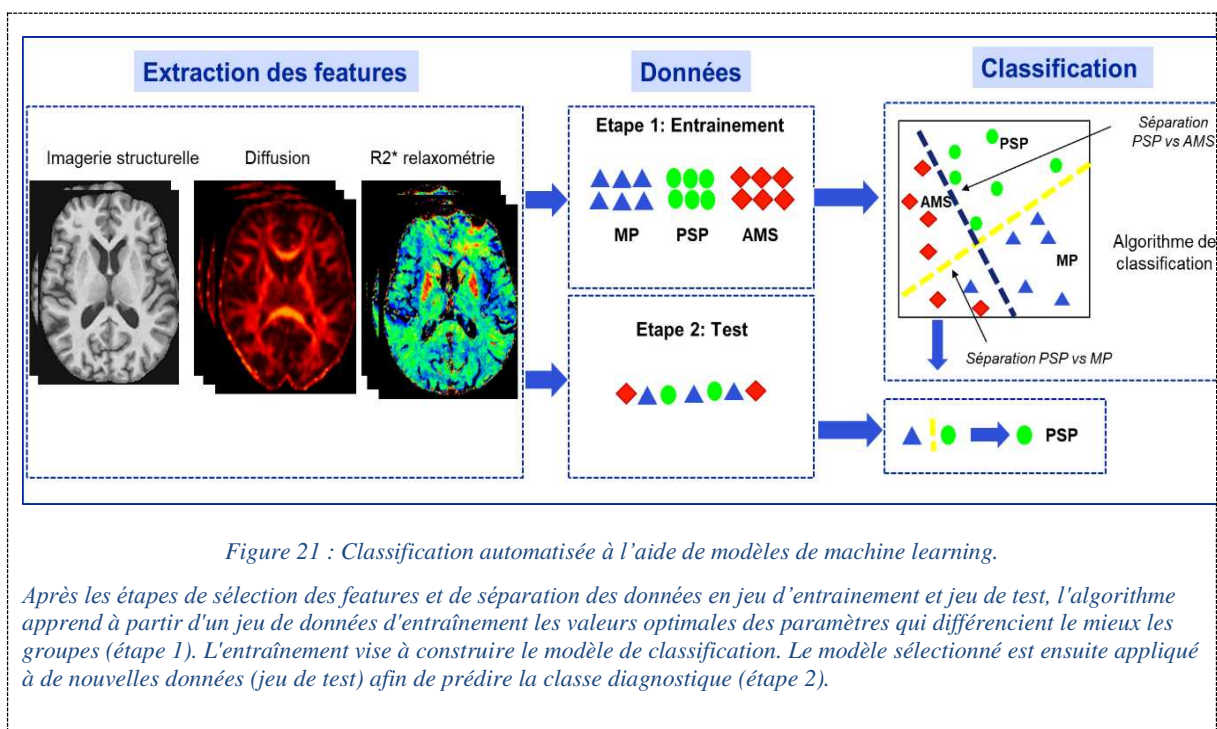 Extraction des features
Données
Classification
Imagerie structurelle
Diffusion
R2* relaxométrie
Etape 1: Entrainement
MP
PSP
AMS
Etape 2: Test
Séparation
PSP vs AMS
PSP
AMS
MP
Algorithme de
classification
Séparation PSP vs MP
PSP
Figure 21 : Classification automatisée à l’aide de modèles de machine learning.
Après les étapes de sélection des features et de séparation des données en jeu d’entrainement et jeu de test, l'algorithme
apprend à partir d'un jeu de données d'entraînement les valeurs optimales des paramètres qui différencient le mieux les
groupes (étape 1). L'entraînement vise à construire le modèle de classification. Le modèle sélectionné est ensuite appliqué
à de nouvelles données (jeu de test) afin de prédire la classe diagnostique (étape 2).